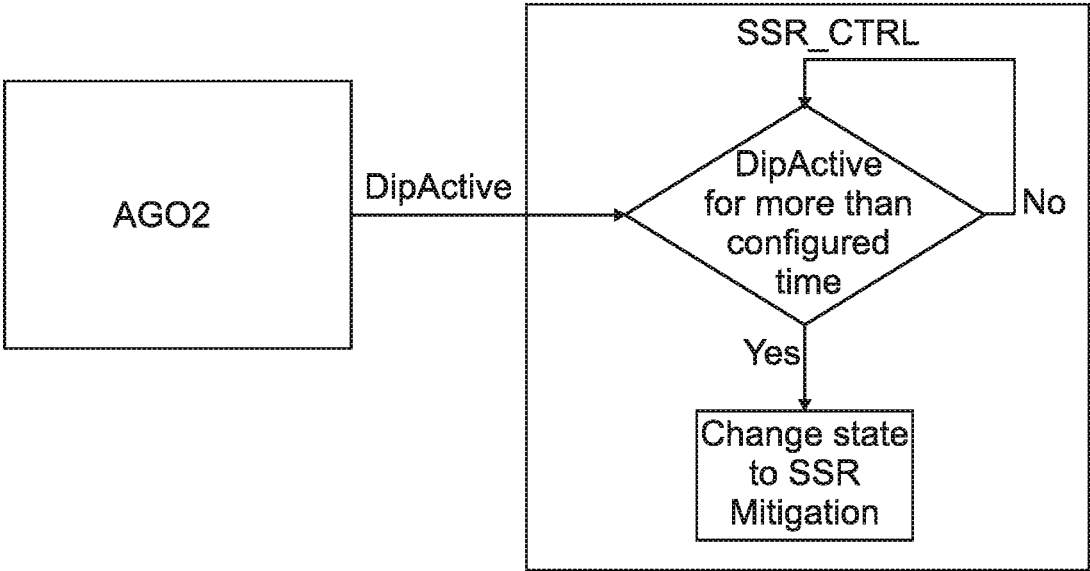 SSR_CTRL
AGO2
DipActive
DipActive
for more than
configured
time
No
Yes
Change state
to SSR
Mitigation